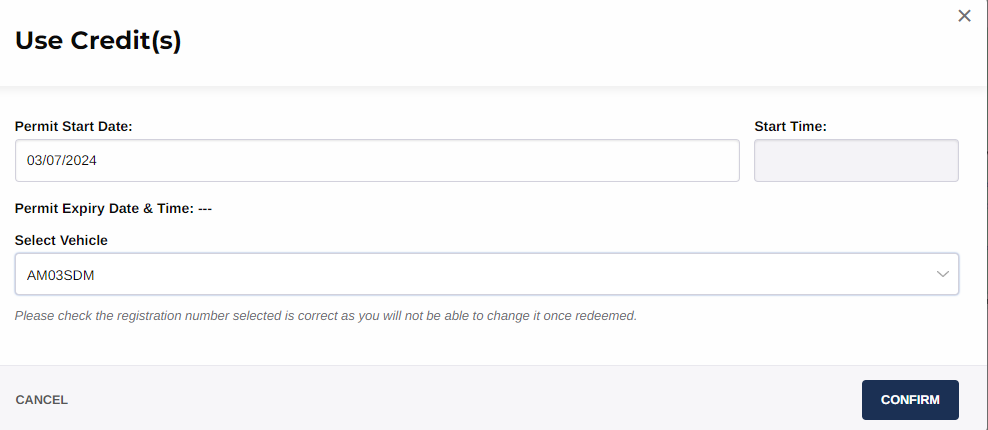 Use Credit(s)
Permit Start Date:
Start Time:
03/07/2024
Permit Expiry Date & Time: ---
Select Vehicle
AM03SDM
Please check the registration number selected is correct as you will not be able to change it once redeemed.
CANCEL
CONFIRM